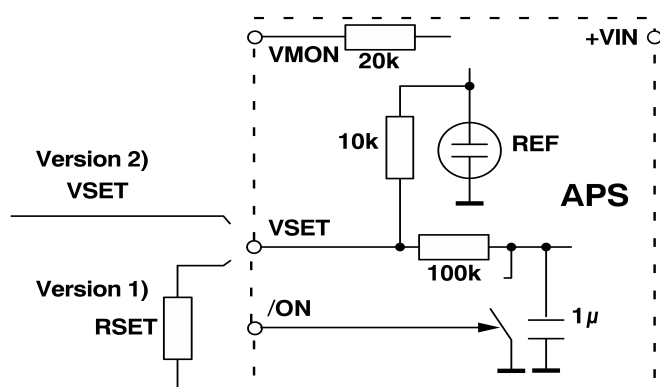 VMON
+VIN
20k
10k
REF
Version 2)
VSET
APS
VSET
100k
Version 1)
RSET
/ON
1μ